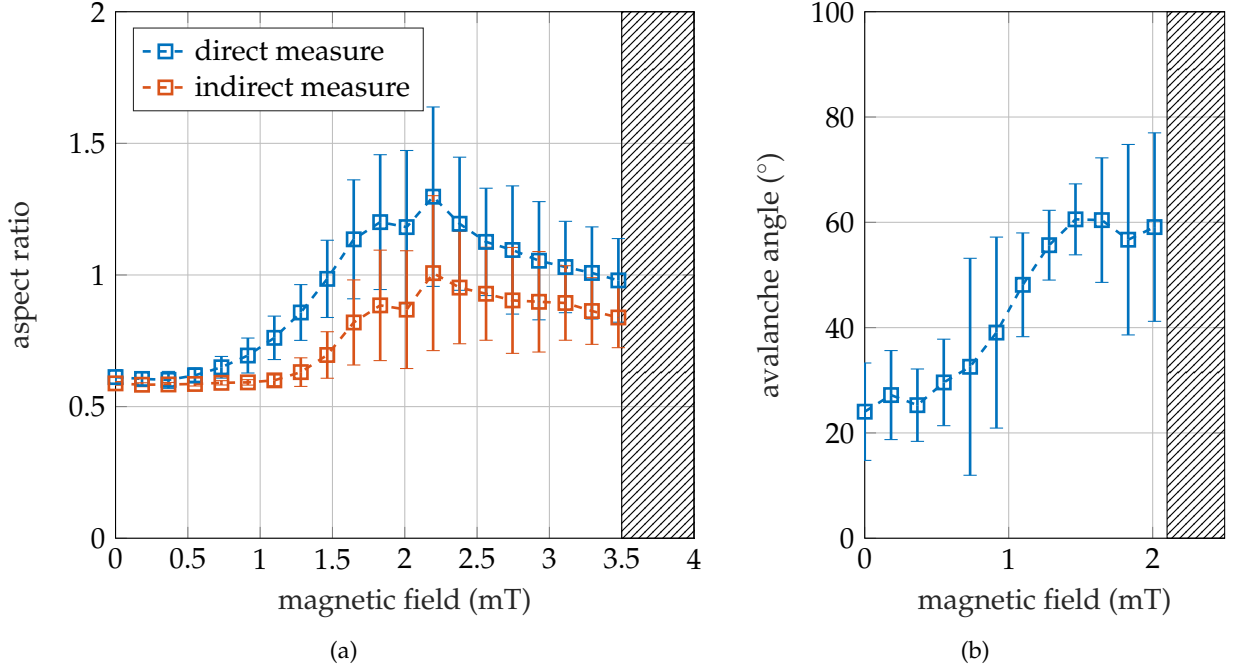 2
1.5
1
0.5
0
aspect ratio
direct measure
indirect measure
0 0.5 1 1.5 2 2.5 3 3.5 4
magnetic field (mT)
(a)
100
80
60
40
20
0
avalanche angle (°)
0 1 2
magnetic field (mT)
(b)